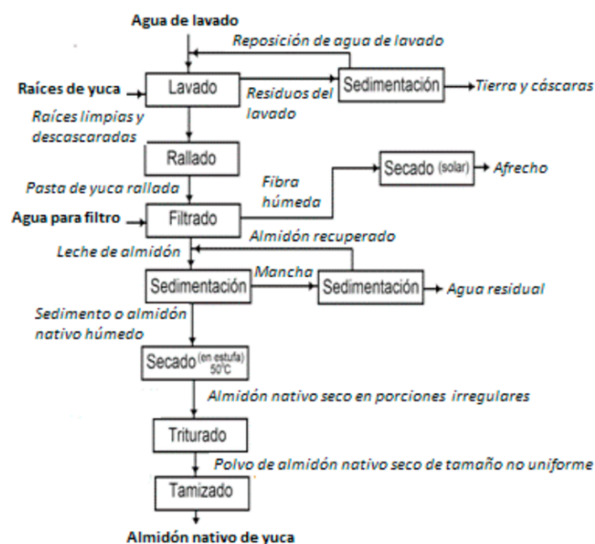 Agua de lavado
Reposición de agua de lavado
Raíces de yuca
Lavado
Sedimentación
Tierra y cáscaras
Residuos del
lavado
Raíces limpias y
descascaradas
Rallado
Secado (solar)
Afrecho
Pasta de yuca rallada
Fibra
húmeda
Agua para filtro
Filtrado
Almidón recuperado
Leche de almidón
Mancha
Sedimentación
Sedimentación
Agua residual
Sedimento o almidón
nativo húmedo
Secado (en estufa)
50°C
Almidón nativo seco en porciones irregulares
Triturado
Polvo de almidón nativo seco de tamaño no uniforme
Tamizado
Almidón nativo de yuca